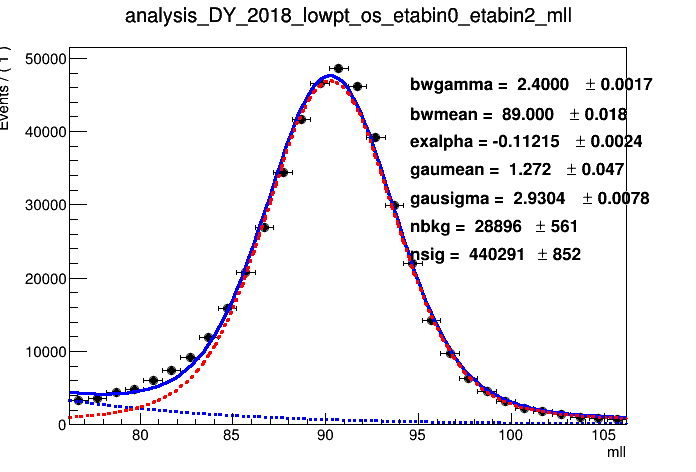 analysis_DY_2018_lowpt_os_etabin0_etabin2_mll
Events / ( 1 )
50000
40000
30000
20000
10000
0
bwgamma = 2.4000 ± 0.0017
bwmean = 89.000 ± 0.018
exalpha = -0.11215 ± 0.0024
gaumean = 1.272 ± 0.047
gausigma = 2.9304 ± 0.0078
nbkg = 28896 ± 561
nsig = 440291 ± 852
80 85 90 95 100 105
mll